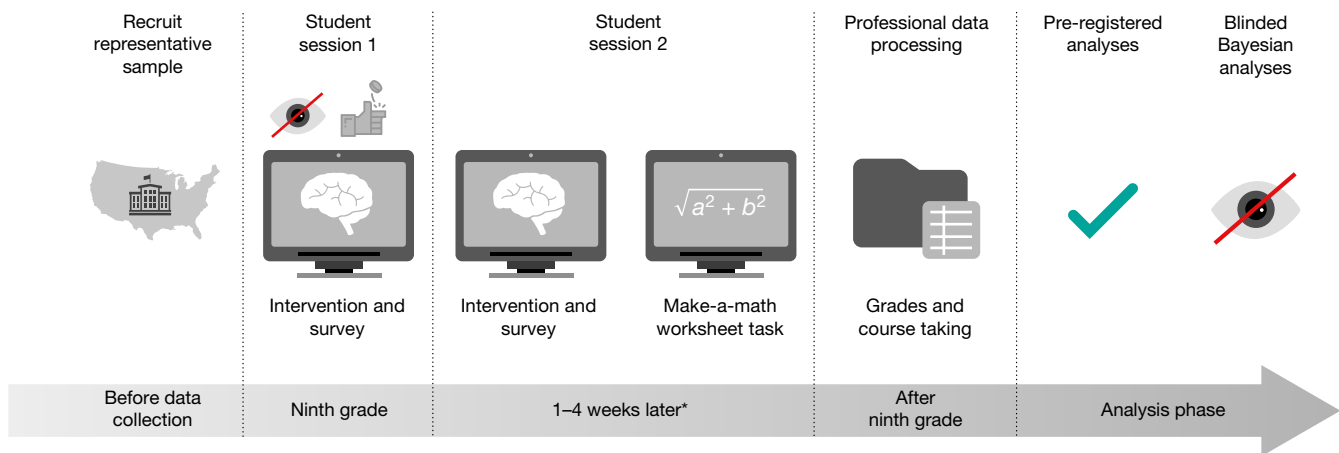 Recruit
representative
sample
Student
session 1
Student
session 2
Professional data
processing
Pre-registered
analyses
Blinded
Bayesian
analyses
√a² + b²
Intervention and
survey
Intervention and
survey
Make-a-math
worksheet task
Grades and
course taking
Before data
collection
Ninth grade
1–4 weeks later*
After
ninth grade
Analysis phase